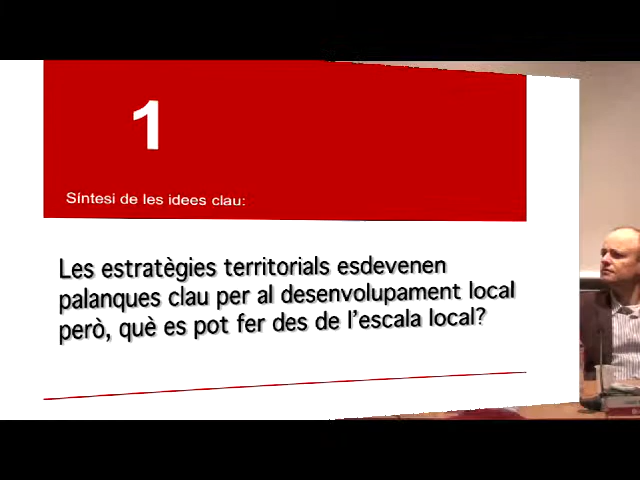 1
Síntesi de les idees clau:
Les estratègies territorials esdevenen
palanques clau per al desenvolupament local
però, què es pot fer des de l'escala local?